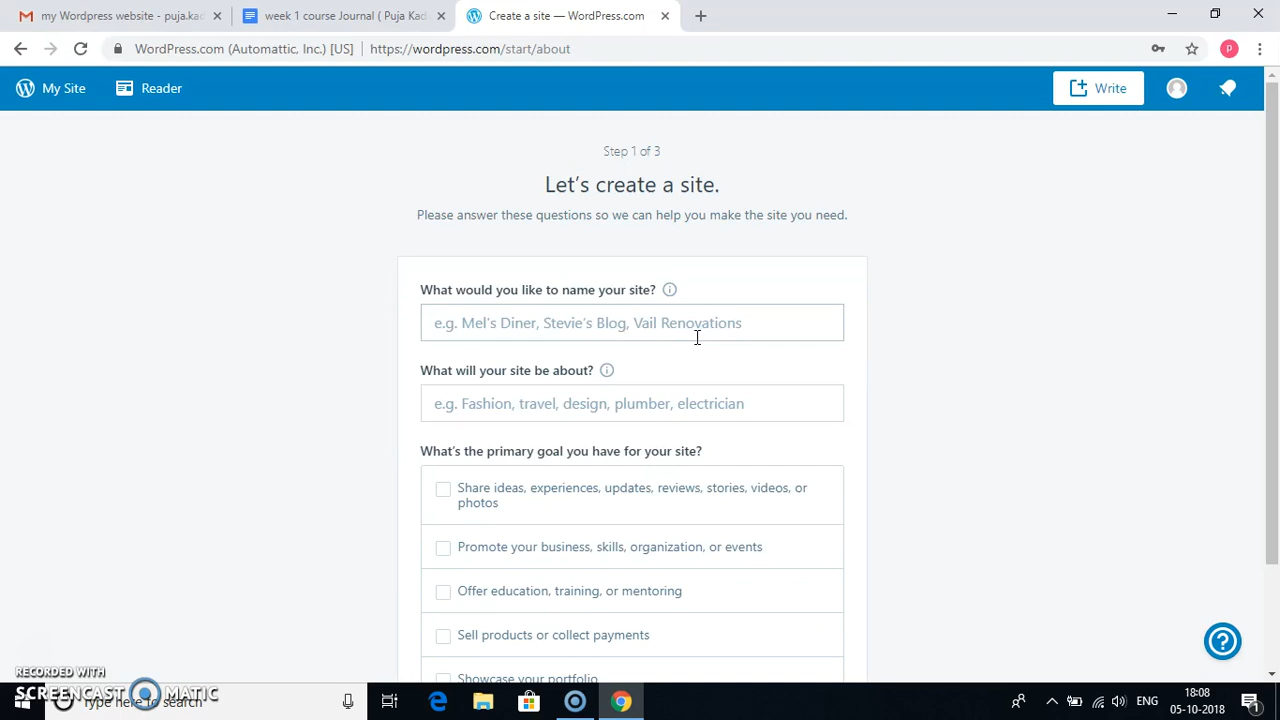 my Wordpress website - puja.kad
week 1 course Journal ( Puja Kad
Create a site — WordPress.com
WordPress.com (Automattic, Inc.) [US]
https://wordpress.com/start/about
P
My Site
Reader
Write
Step 1 of 3
Let's create a site.
Please answer these questions so we can help you make the site you need.
What would you like to name your site?
e.g. Mel's Diner, Stevie's Blog, Vail Renovations
What will your site be about?
e.g. Fashion, travel, design, plumber, electrician
What's the primary goal you have for your site?
Share ideas, experiences, updates, reviews, stories, videos, or
photos
Promote your business, skills, organization, or events
Offer education, training, or mentoring
Sell products or collect payments
Showcase your portfolio
RECORDED WITH
SCREENCAST MATIC
Type here to search
ENG
18:08
05-10-2018
1